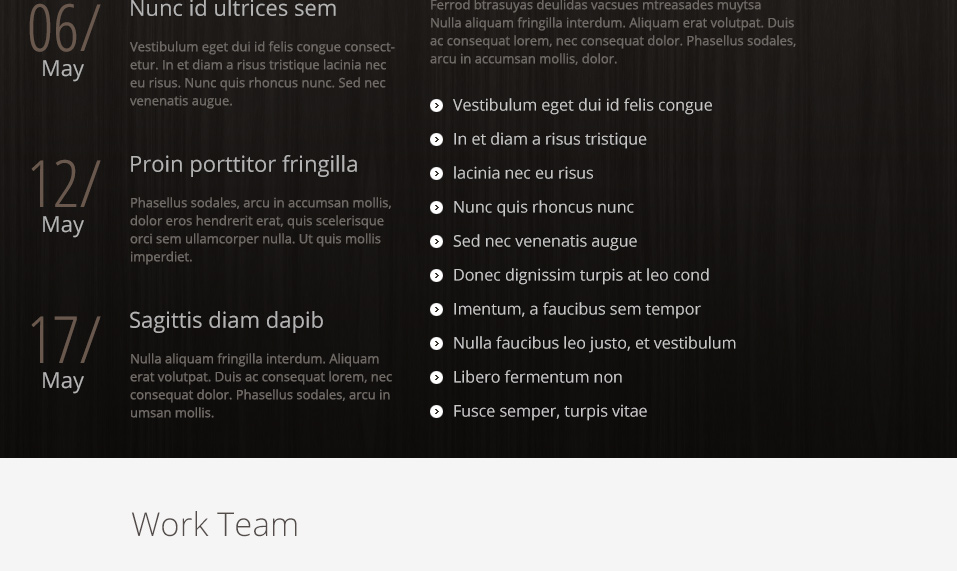 06/
May
Nunc id ultrices sem
Vestibulum eget dui id felis congue consect-
etur. In et diam a risus tristique lacinia nec
eu risus. Nunc quis rhoncus nunc. Sed nec
venenatis augue.
12/
May
Proin porttitor fringilla
Phasellus sodales, arcu in accumsan mollis,
dolor eros hendrerit erat, quis scelerisque
orci sem ullamcorper nulla. Ut quis mollis
imperdiet.
17/
May
Sagittis diam dapib
Nulla aliquam fringilla interdum. Aliquam
erat volutpat. Duis ac consequat lorem, nec
consequat dolor. Phasellus sodales, arcu in
umsan mollis.
Ferrod btrasuyas deulidas vacsues mtreasades muytsa
Nulla aliquam fringilla interdum. Aliquam erat volutpat. Duis
ac consequat lorem, nec consequat dolor. Phasellus sodales,
arcu in accumsan mollis, dolor.
Vestibulum eget dui id felis congue
In et diam a risus tristique
lacinia nec eu risus
Nunc quis rhoncus nunc
Sed nec venenatis augue
Donec dignissim turpis at leo cond
Imentum, a faucibus sem tempor
Nulla faucibus leo justo, et vestibulum
Libero fermentum non
Fusce semper, turpis vitae
Work Team